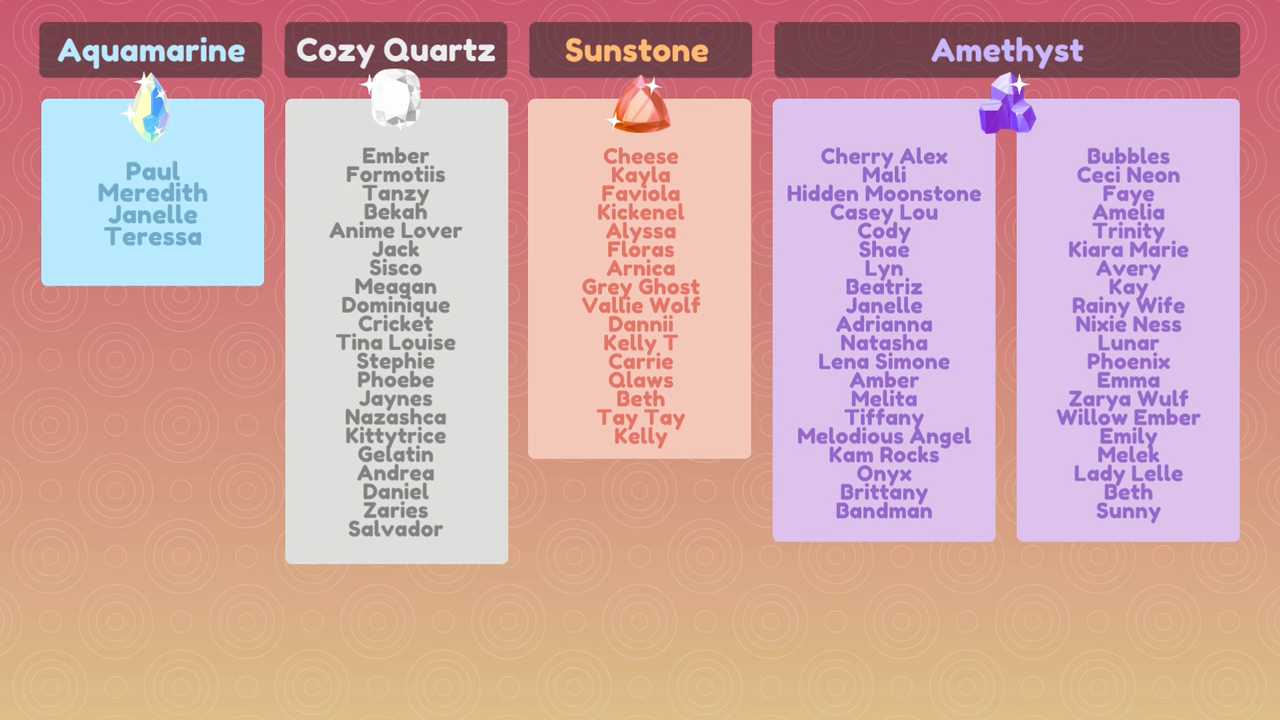 Aquamarine
Paul
Meredith
Janelle
Teressa
Cozy Quartz
Ember
Formotiis
Tanzy
Bekah
Anime Lover
Jack
Sisco
Meagan
Dominique
Cricket
Tina Louise
Stephie
Phoebe
Jaynes
Nazashca
Kittytrice
Gelatin
Andrea
Daniel
Zaries
Salvador
Sunstone
Cheese
Kayla
Faviola
Kickenel
Alyssa
Floras
Arnica
Grey Ghost
Vallie Wolf
Dannii
Kelly T
Carrie
Qlaws
Beth
Tay Tay
Kelly
Amethyst
Cherry Alex
Mali
Hidden Moonstone
Casey Lou
Cody
Shae
Lyn
Beatriz
Janelle
Adrianna
Natasha
Lena Simone
Amber
Melita
Tiffany
Melodious Angel
Kam Rocks
Onyx
Brittany
Bandman
Bubbles
Ceci Neon
Faye
Amelia
Trinity
Kiara Marie
Avery
Kay
Rainy Wife
Nixie Ness
Lunar
Phoenix
Emma
Zarya Wulf
Willow Ember
Emily
Melek
Lady Lelle
Beth
Sunny